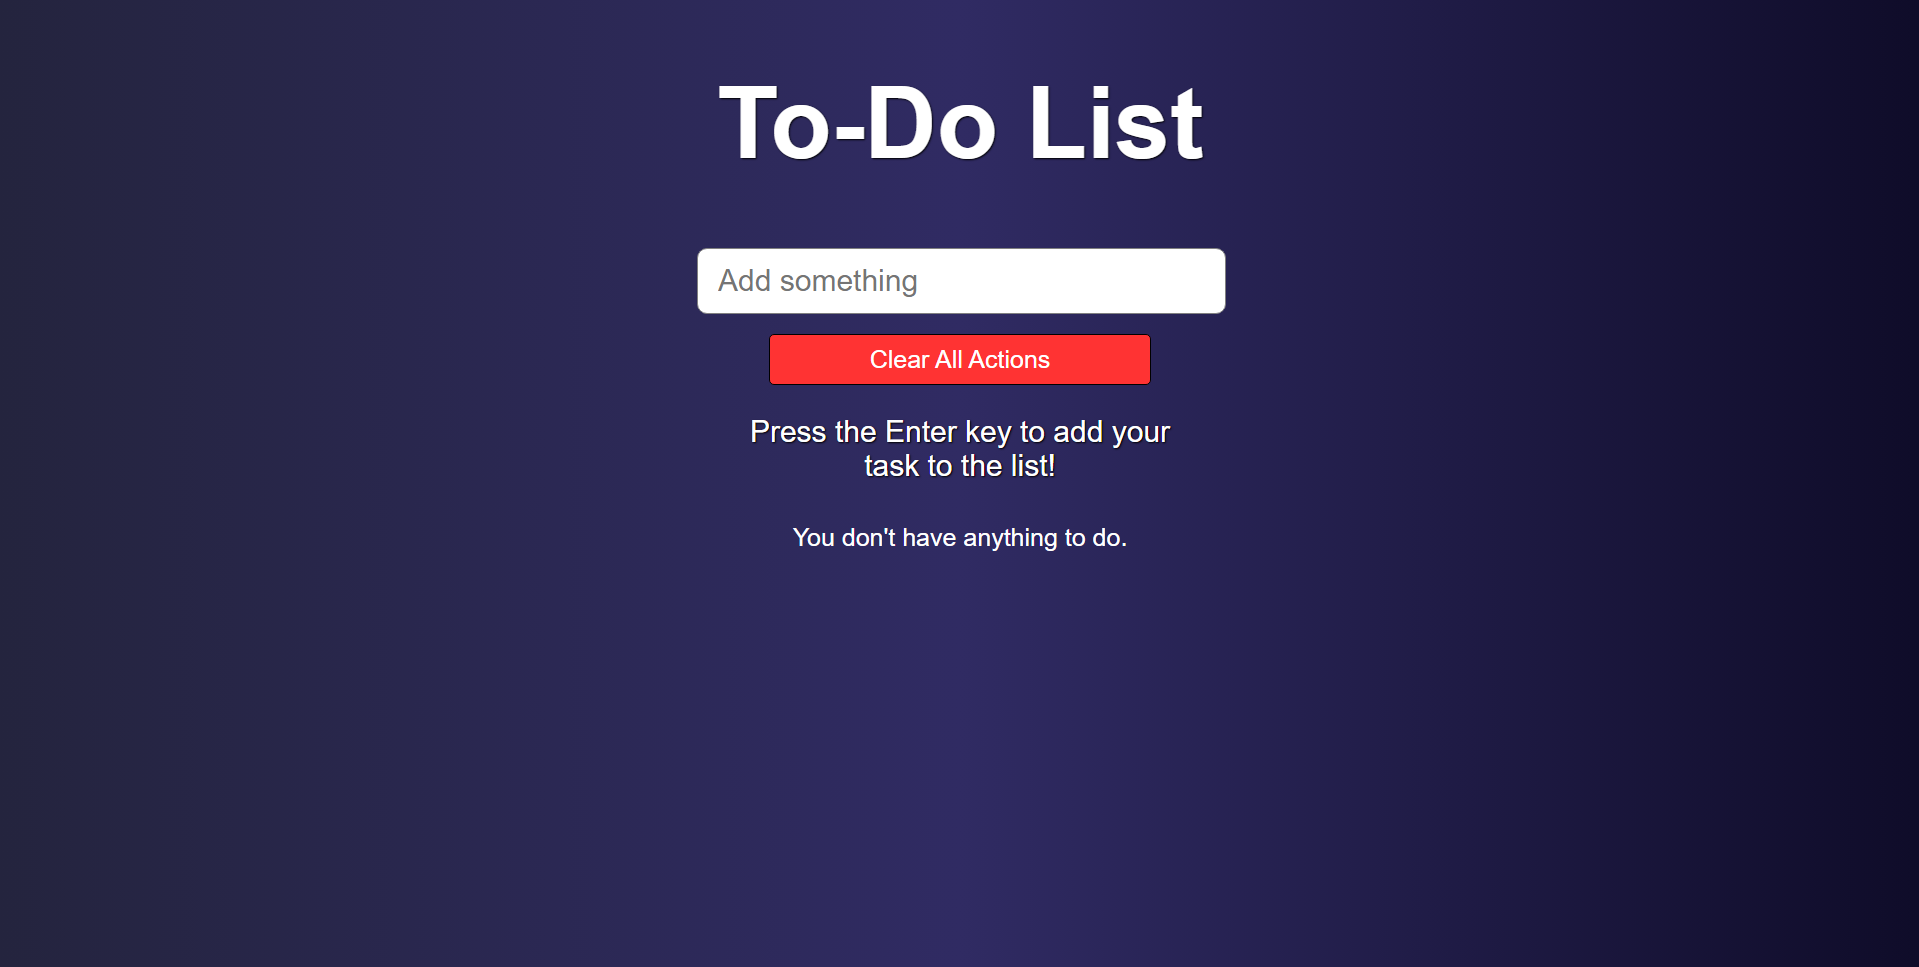 To-Do List
Add something
Clear All Actions
Press the Enter key to add your
task to the list!
You don't have anything to do.